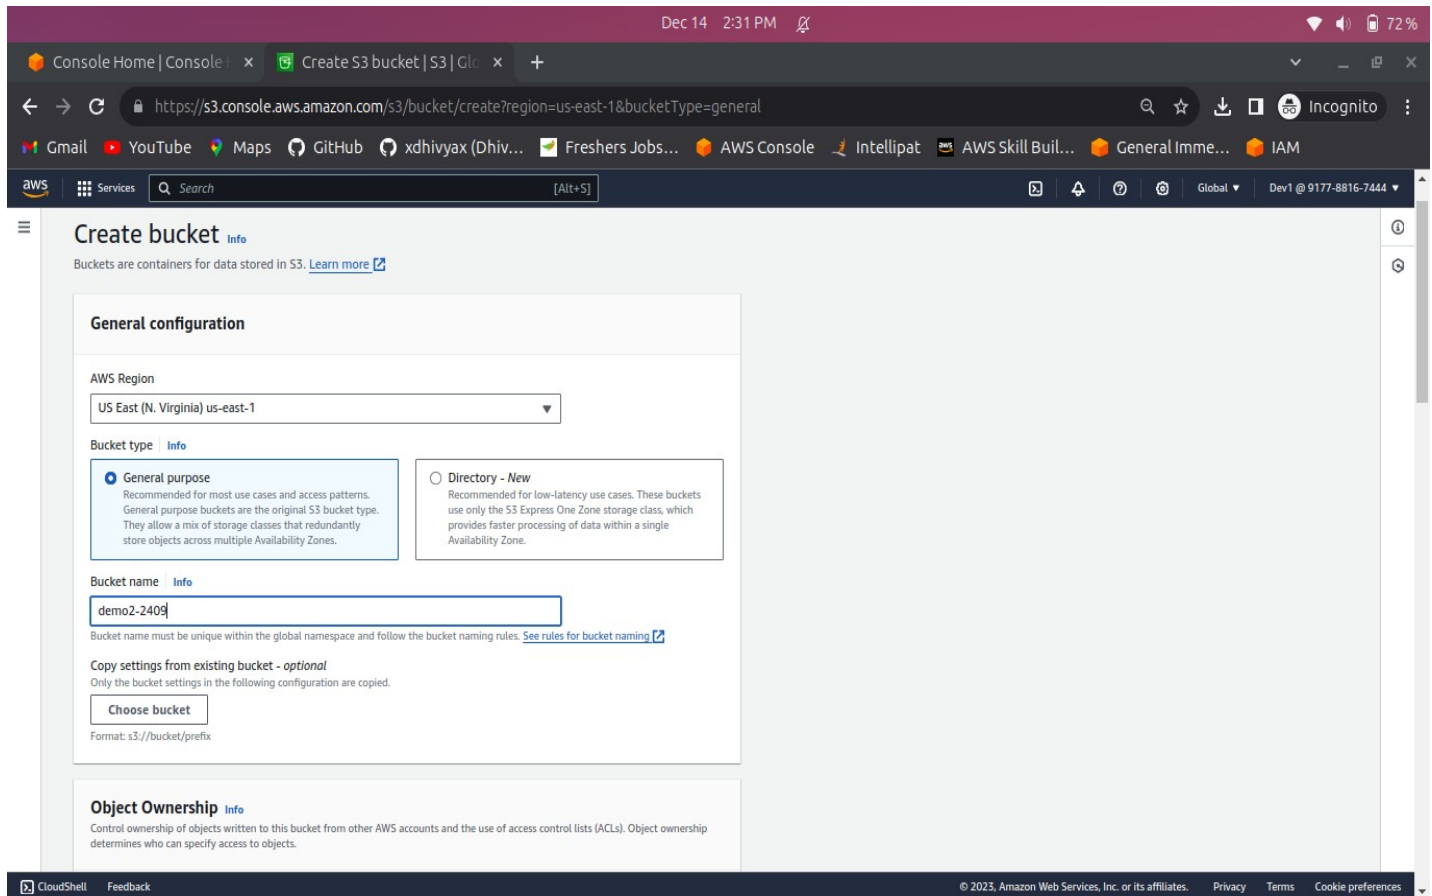 Dec 14 2:31 PM
72 %
Console Home | Console
Create S3 bucket | S3 | Glo
https://s3.console.aws.amazon.com/s3/bucket/create?region=us-east-1&bucketType=general
Incognito
Gmail YouTube Maps GitHub xdhivyax (Dhiv... Freshers Jobs... AWS Console Intellipat AWS Skill Buil... General Imme... IAM
aws Services Search [Alt+S] Global Dev1 @ 9177-8816-7444
Create bucket Info
Buckets are containers for data stored in S3. Learn more
General configuration
AWS Region
US East (N. Virginia) us-east-1
Bucket type Info
General purpose
Recommended for most use cases and access patterns.
General purpose buckets are the original S3 bucket type.
They allow a mix of storage classes that redundantly
store objects across multiple Availability Zones.
Directory - New
Recommended for low-latency use cases. These buckets
use only the S3 Express One Zone storage class, which
provides faster processing of data within a single
Availability Zone.
Bucket name Info
demo2-2409
Bucket name must be unique within the global namespace and follow the bucket naming rules. See rules for bucket naming
Copy settings from existing bucket - optional
Only the bucket settings in the following configuration are copied.
Choose bucket
Format: s3://bucket/prefix
Object Ownership Info
Control ownership of objects written to this bucket from other AWS accounts and the use of access control lists (ACLs). Object ownership
determines who can specify access to objects.
CloudShell Feedback © 2023, Amazon Web Services, Inc. or its affiliates. Privacy Terms Cookie preferences